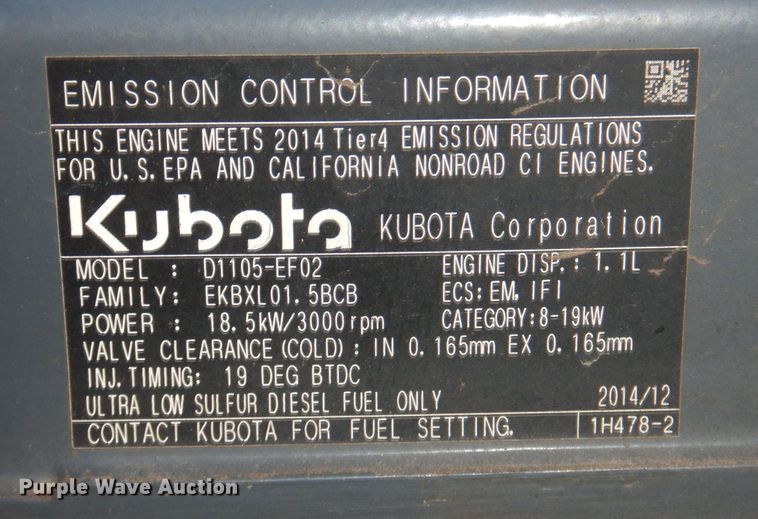 EMISSION CONTROL INFORMATION
THIS ENGINE MEETS 2014 Tier4 EMISSION REGULATIONS
FOR U.S.EPA AND CALIFORNIA NONROAD CI ENGINES.
Kubota KUBOTA Corporation
MODEL : D1105-EF02 ENGINE DISP.: 1.1L
FAMILY: EKBXL01.5BCB ECS:EM,IFI
POWER : 18.5kW/3000rpm CATEGORY:8-19kW
VALVE CLEARANCE(COLD): IN 0.165mm EX 0.165mm
INJ.TIMING: 19 DEG BTDC
ULTRA LOW SULFUR DIESEL FUEL ONLY 2014/12
CONTACT KUBOTA FOR FUEL SETTING. 1H478-2
Purple Wave Auction